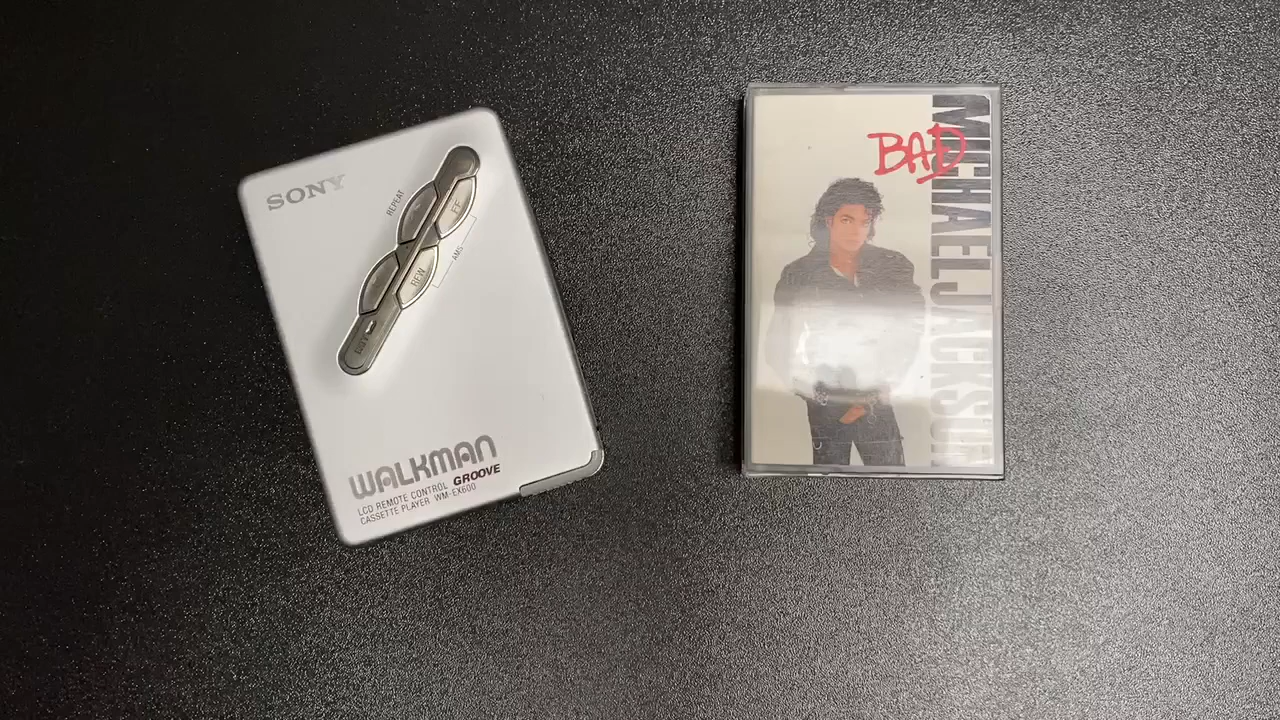 SONY
REPEAT
FF
AMS
REW
WALKMAN
LCD REMOTE CONTROL GROOVE
CASSETTE PLAYER WM-EX600
BAD
MICHAEL JACKSON